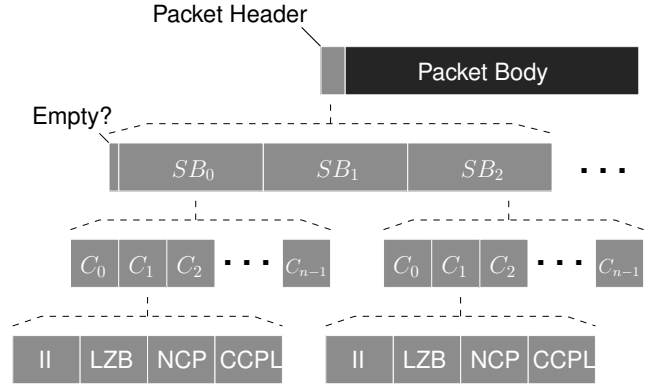 Packet Header
Packet Body
Empty?
SB₀ SB₁ SB₂ ...
C₀ C₁ C₂ ... Cₙ₋₁ C₀ C₁ C₂ ... Cₙ₋₁
II LZB NCP CCPL II LZB NCP CCPL